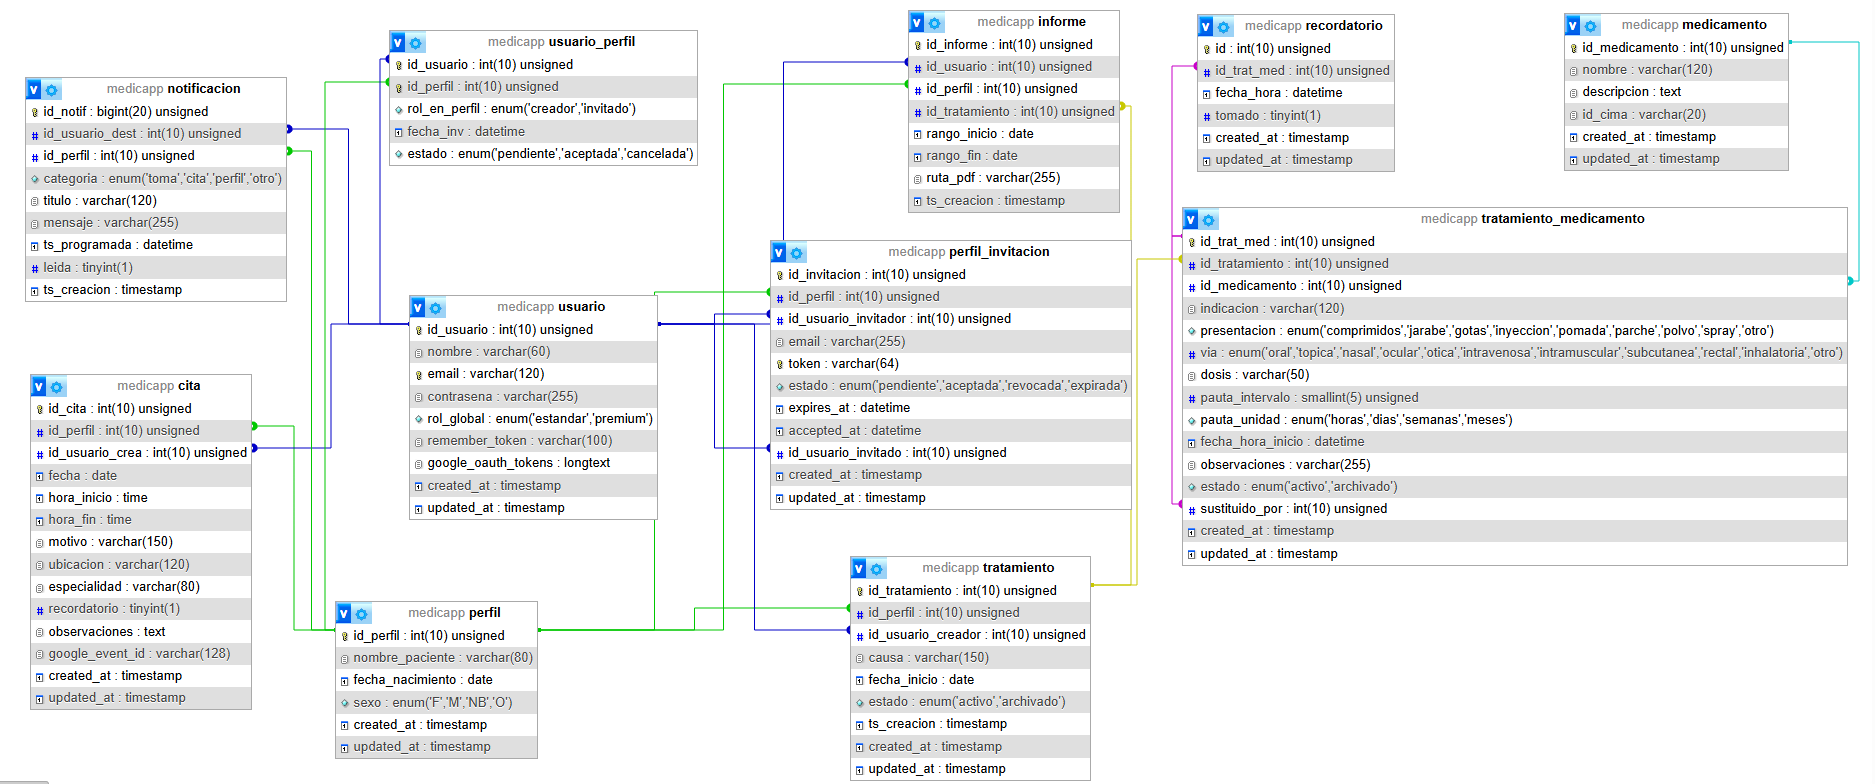 medicapp notificacion
id_notif : bigint(20) unsigned
id_usuario_dest : int(10) unsigned
id_perfil : int(10) unsigned
categoria : enum('toma','cita','perfil','otro')
titulo : varchar(120)
mensaje : varchar(255)
ts_programada : datetime
leida : tinyint(1)
ts_creacion : timestamp
medicapp cita
id_cita : int(10) unsigned
id_perfil : int(10) unsigned
id_usuario_crea : int(10) unsigned
fecha : date
hora_inicio : time
hora_fin : time
motivo : varchar(150)
ubicacion : varchar(120)
especialidad : varchar(80)
recordatorio : tinyint(1)
observaciones : text
google_event_id : varchar(128)
created_at : timestamp
updated_at : timestamp
medicapp usuario_perfil
id_usuario : int(10) unsigned
id_perfil : int(10) unsigned
rol_en_perfil : enum('creador','invitado')
fecha_inv : datetime
estado : enum('pendiente','aceptada','cancelada')
medicapp usuario
id_usuario : int(10) unsigned
nombre : varchar(60)
email : varchar(120)
contrasena : varchar(255)
rol_global : enum('estandar','premium')
remember_token : varchar(100)
google_oauth_tokens : longtext
created_at : timestamp
updated_at : timestamp
medicapp perfil
id_perfil : int(10) unsigned
nombre_paciente : varchar(80)
fecha_nacimiento : date
sexo : enum('F','M','NB','O')
created_at : timestamp
updated_at : timestamp
medicapp informe
id_informe : int(10) unsigned
id_usuario : int(10) unsigned
id_perfil : int(10) unsigned
id_tratamiento : int(10) unsigned
rango_inicio : date
rango_fin : date
ruta_pdf : varchar(255)
ts_creacion : timestamp
medicapp perfil_invitacion
id_invitacion : int(10) unsigned
id_perfil : int(10) unsigned
id_usuario_invitador : int(10) unsigned
email : varchar(255)
token : varchar(64)
estado : enum('pendiente','aceptada','revocada','expirada')
expires_at : datetime
accepted_at : datetime
id_usuario_invitado : int(10) unsigned
created_at : timestamp
updated_at : timestamp
medicapp tratamiento
id_tratamiento : int(10) unsigned
id_perfil : int(10) unsigned
id_usuario_creador : int(10) unsigned
causa : varchar(150)
fecha_inicio : date
estado : enum('activo','archivado')
ts_creacion : timestamp
created_at : timestamp
updated_at : timestamp
medicapp recordatorio
id : int(10) unsigned
id_trat_med : int(10) unsigned
fecha_hora : datetime
tomado : tinyint(1)
created_at : timestamp
updated_at : timestamp
medicapp medicamento
id_medicamento : int(10) unsigned
nombre : varchar(120)
descripcion : text
id_cima : varchar(20)
created_at : timestamp
updated_at : timestamp
medicapp tratamiento_medicamento
id_trat_med : int(10) unsigned
id_tratamiento : int(10) unsigned
id_medicamento : int(10) unsigned
indicacion : varchar(120)
presentacion : enum('comprimidos','jarabe','gotas','inyeccion','pomada','parche','polvo','spray','otro')
via : enum('oral','topica','nasal','ocular','otica','intravenosa','intramuscular','subcutanea','rectal','inhalatoria','otro')
dosis : varchar(50)
pauta_intervalo : smallint(5) unsigned
pauta_unidad : enum('horas','dias','semanas','meses')
fecha_hora_inicio : datetime
observaciones : varchar(255)
estado : enum('activo','archivado')
sustituido_por : int(10) unsigned
created_at : timestamp
updated_at : timestamp